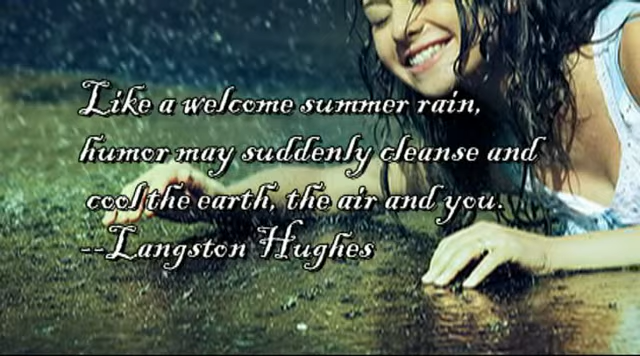 Like a welcome summer rain,
humor may suddenly cleanse and
cool the earth, the air and you.
--Langston Hughes